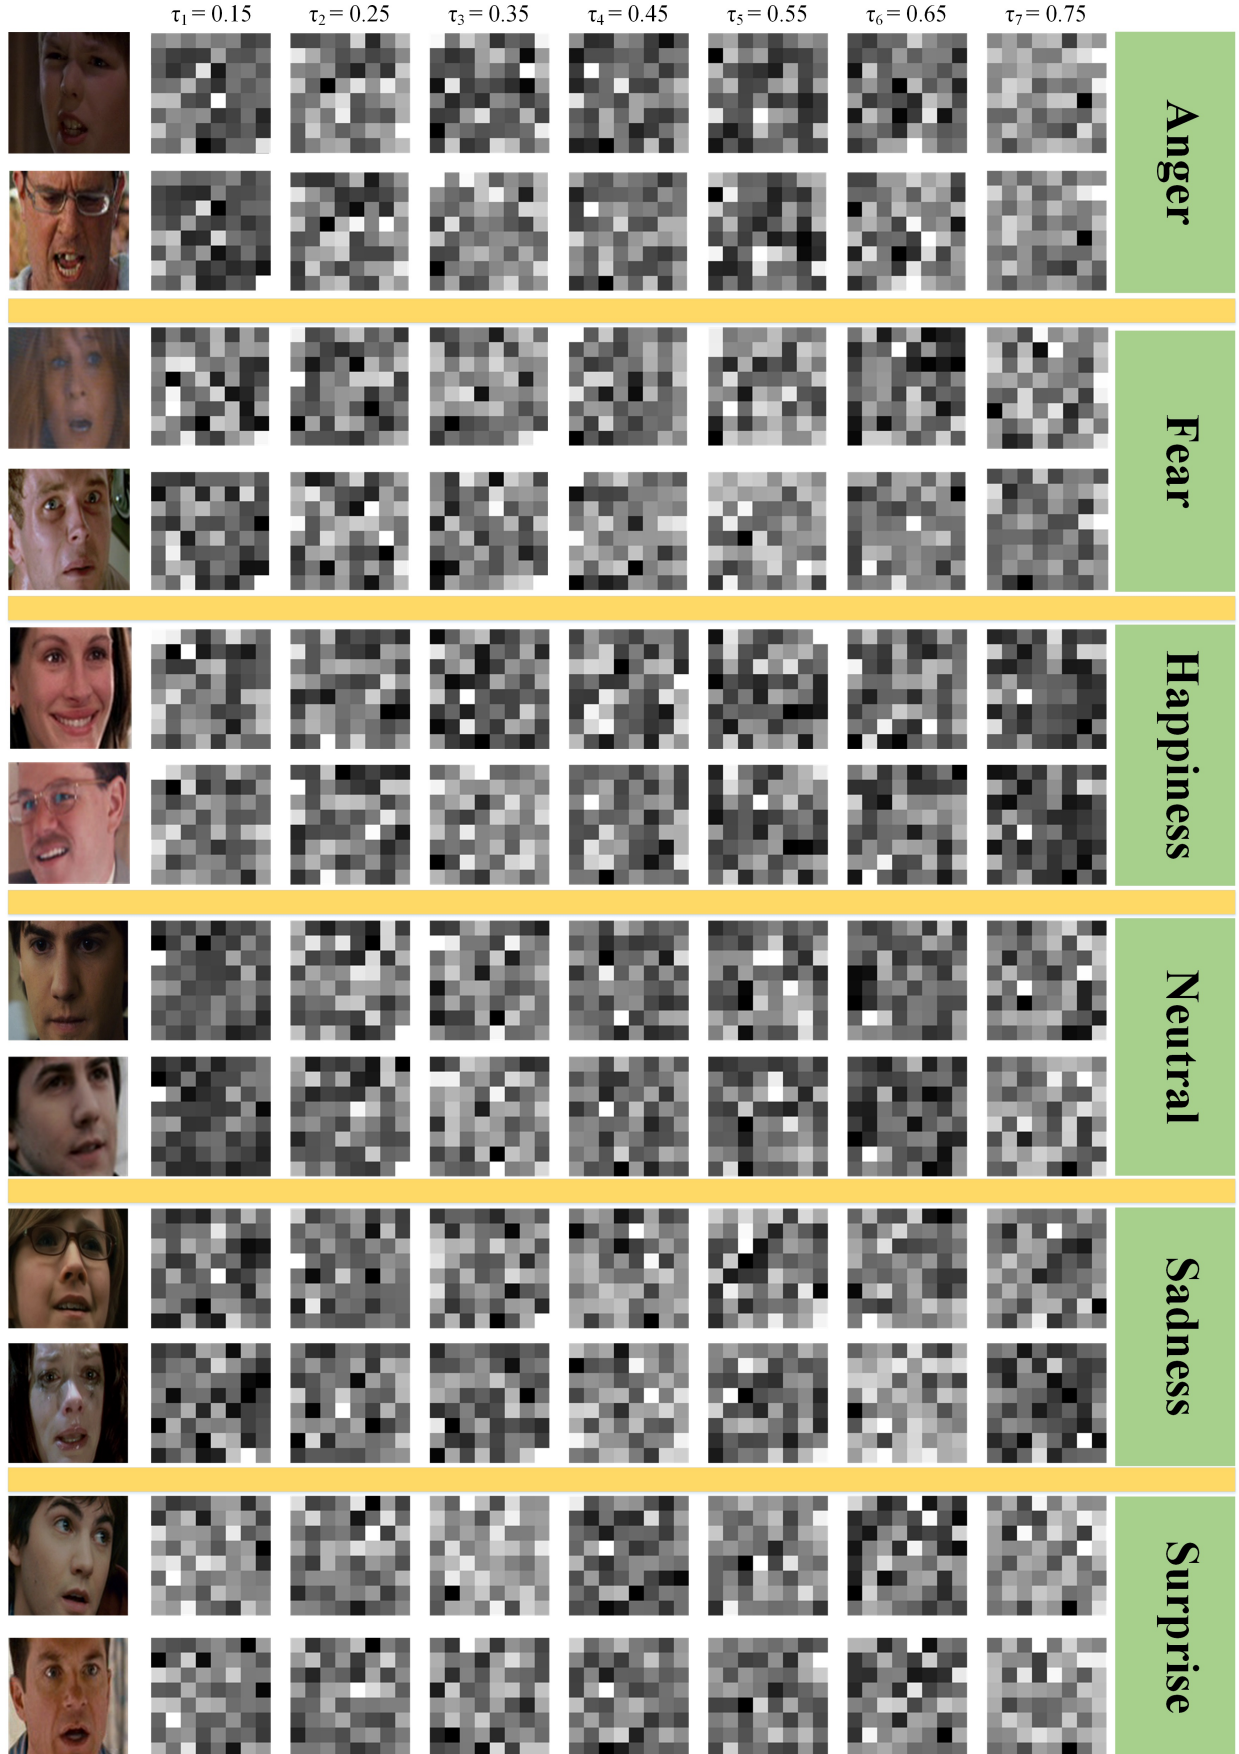 τ₁ = 0.15 τ₂ = 0.25 τ₃ = 0.35 τ₄ = 0.45 τ₅ = 0.55 τ₆ = 0.65 τ₇ = 0.75
Anger
Fear
Happiness
Neutral
Sadness
Surprise